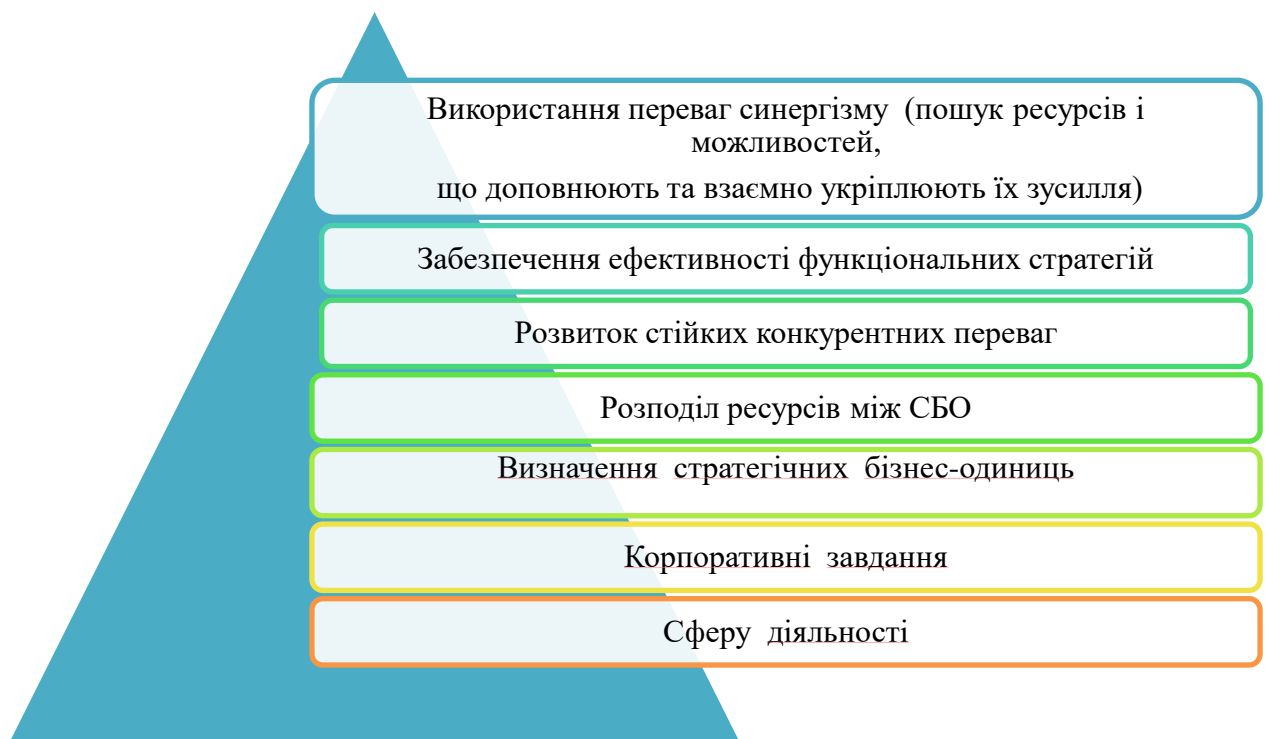 Використання переваг синергізму (пошук ресурсів і
можливостей,
що доповнюють та взаємно укріплюють їх зусилля)
Забезпечення ефективності функціональних стратегій
Розвиток стійких конкурентних переваг
Розподіл ресурсів між СБО
Визначення стратегічних бізнес-одиниць
Корпоративні завдання
Сферу діяльності